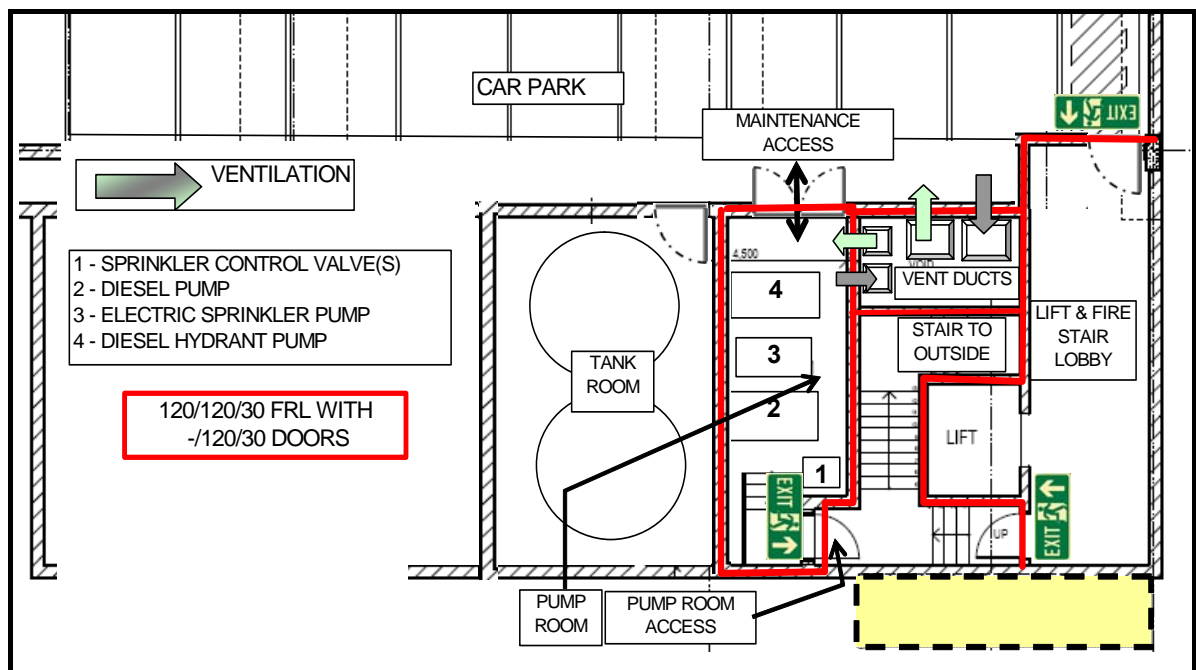 CAR PARK
EXIT
MAINTENANCE
ACCESS
VENTILATION
1 - SPRINKLER CONTROL VALVE(S)
2 - DIESEL PUMP
3 - ELECTRIC SPRINKLER PUMP
4 - DIESEL HYDRANT PUMP
4,500
VOID
VENT DUCTS
4
3
2
1
TANK
ROOM
STAIR TO
OUTSIDE
LIFT & FIRE
STAIR
LOBBY
120/120/30 FRL WITH
-/120/30 DOORS
LIFT
EXIT
EXIT
UP
PUMP
ROOM
PUMP ROOM
ACCESS